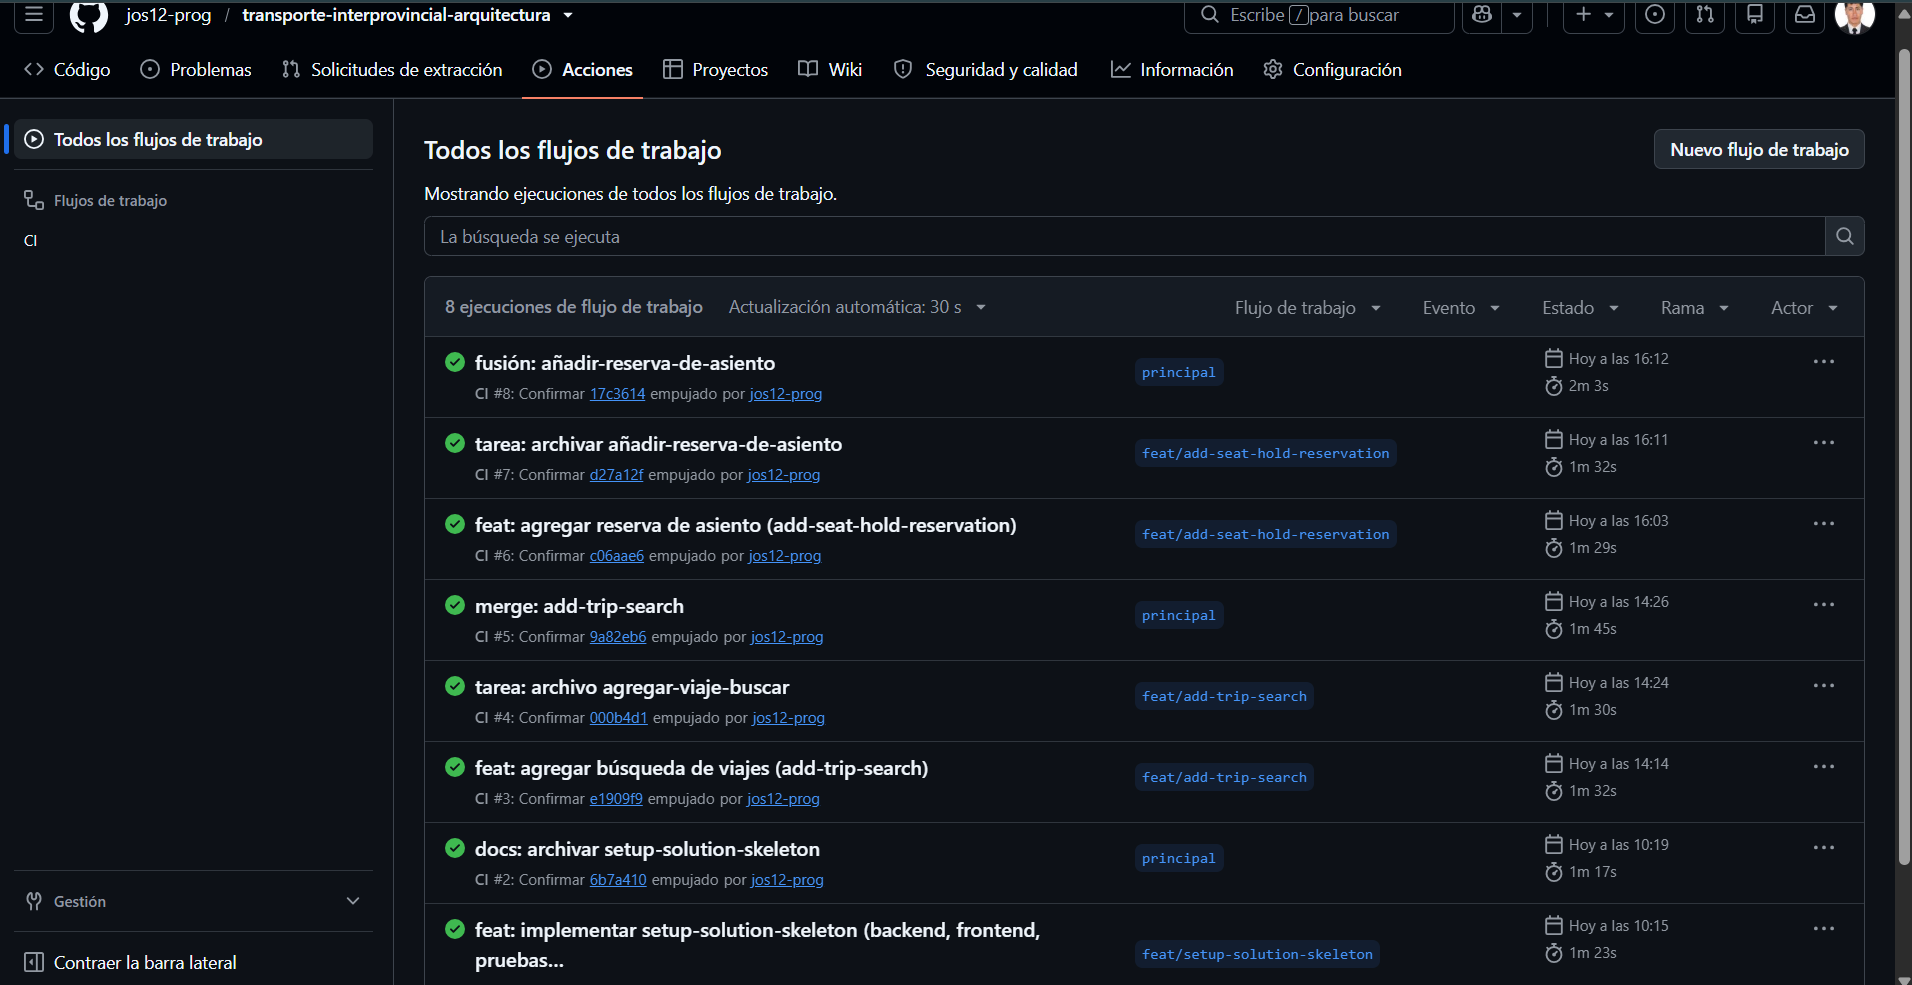 jos12-prog / transporte-interprovincial-arquitectura
Escribe / para buscar
Código
Problemas
Solicitudes de extracción
Acciones
Proyectos
Wiki
Seguridad y calidad
Información
Configuración
Todos los flujos de trabajo
Flujos de trabajo
CI
Gestión
Contraer la barra lateral
Todos los flujos de trabajo
Nuevo flujo de trabajo
Mostrando ejecuciones de todos los flujos de trabajo.
La búsqueda se ejecuta
8 ejecuciones de flujo de trabajo
Actualización automática: 30 s
Flujo de trabajo
Evento
Estado
Rama
Actor
fusión: añadir-reserva-de-asiento
CI #8: Confirmar 17c3614 empujado por jos12-prog
principal
Hoy a las 16:12
2m 3s
tarea: archivar añadir-reserva-de-asiento
CI #7: Confirmar d27a12f empujado por jos12-prog
feat/add-seat-hold-reservation
Hoy a las 16:11
1m 32s
feat: agregar reserva de asiento (add-seat-hold-reservation)
CI #6: Confirmar c06aae6 empujado por jos12-prog
feat/add-seat-hold-reservation
Hoy a las 16:03
1m 29s
merge: add-trip-search
CI #5: Confirmar 9a82eb6 empujado por jos12-prog
principal
Hoy a las 14:26
1m 45s
tarea: archivo agregar-viaje-buscar
CI #4: Confirmar 000b4d1 empujado por jos12-prog
feat/add-trip-search
Hoy a las 14:24
1m 30s
feat: agregar búsqueda de viajes (add-trip-search)
CI #3: Confirmar e1909f9 empujado por jos12-prog
feat/add-trip-search
Hoy a las 14:14
1m 32s
docs: archivar setup-solution-skeleton
CI #2: Confirmar 6b7a410 empujado por jos12-prog
principal
Hoy a las 10:19
1m 17s
feat: implementar setup-solution-skeleton (backend, frontend,
pruebas...
feat/setup-solution-skeleton
Hoy a las 10:15
1m 23s